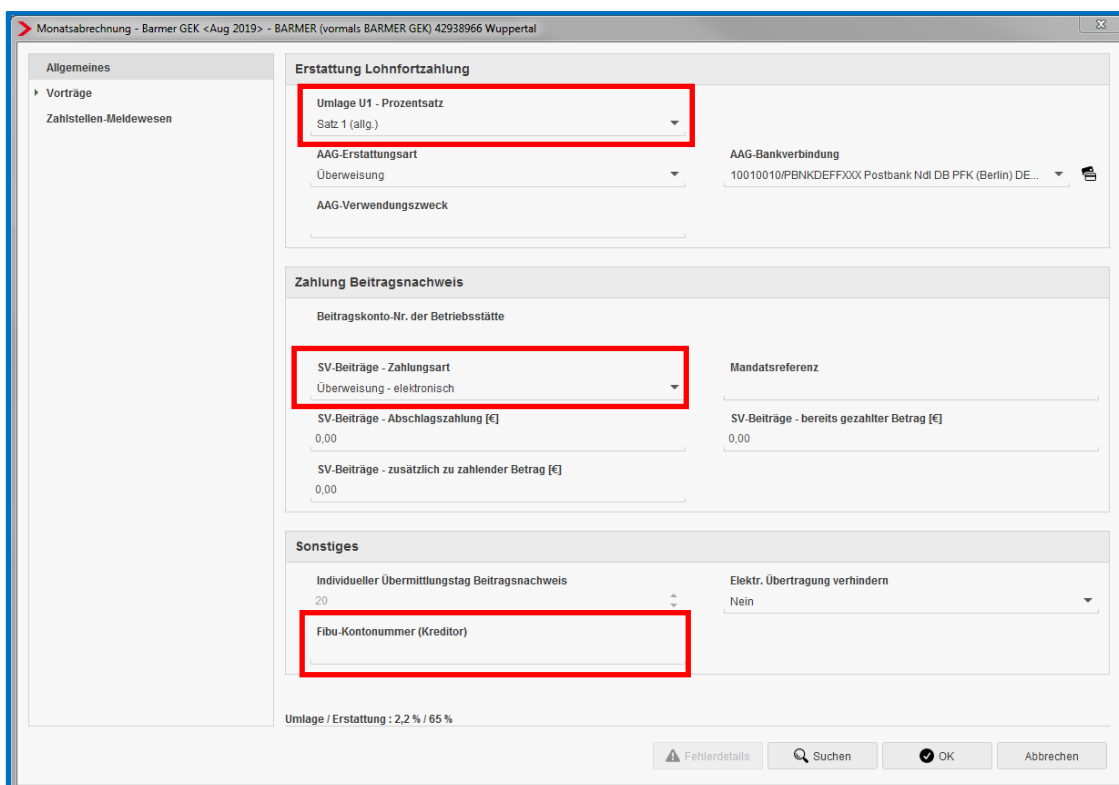 Monatsabrechnung - Barmer GEK <Aug 2019> - BARMER (vormals BARMER GEK) 42938966 Wuppertal
Allgemeines
Vorträge
Zahlstellen-Meldewesen
Erstattung Lohnfortzahlung
Umlage U1 - Prozentsatz
Satz 1 (allg.)
AAG-Erstattungsart
Überweisung
AAG-Bankverbindung
10010010/PBNKDEFFXXX Postbank Ndl DB PFK (Berlin) DE...
AAG-Verwendungszweck
Zahlung Beitragsnachweis
Beitragskonto-Nr. der Betriebsstätte
SV-Beiträge - Zahlungsart
Überweisung - elektronisch
Mandatsreferenz
SV-Beiträge - Abschlagszahlung [€]
0,00
SV-Beiträge - bereits gezahlter Betrag [€]
0,00
SV-Beiträge - zusätzlich zu zahlender Betrag [€]
0,00
Sonstiges
Individueller Übermittlungstag Beitragsnachweis
20
Elektr. Übertragung verhindern
Nein
Fibu-Kontonummer (Kreditor)
Umlage / Erstattung : 2,2 % / 65 %
Fehlerdetails
Suchen
OK
Abbrechen